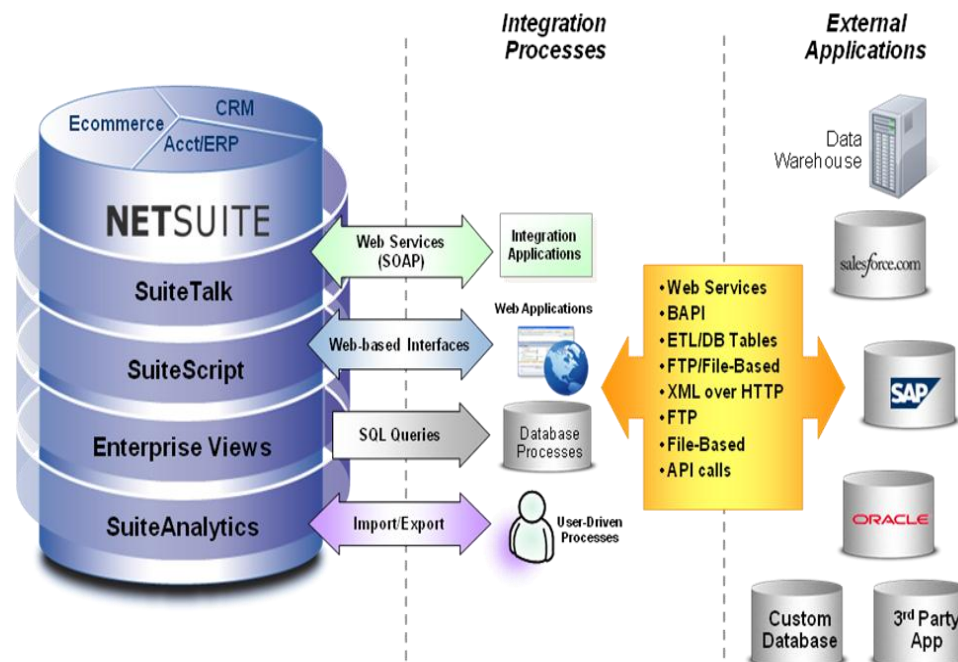 Integration
Processes
External
Applications
Ecommerce
CRM
Acct/ERP
NETSUITE
SuiteTalk
SuiteScript
Enterprise Views
SuiteAnalytics
Web Services
(SOAP)
Integration
Applications
Web Applications
Web-based Interfaces
SQL Queries
Database
Processes
Import/Export
User-Driven
Processes
• Web Services
• BAPI
• ETL/DB Tables
• FTP/File-Based
• XML over HTTP
• FTP
• File-Based
• API calls
Data
Warehouse
salesforce.com
SAP
ORACLE
Custom
Database
3rd Party
App